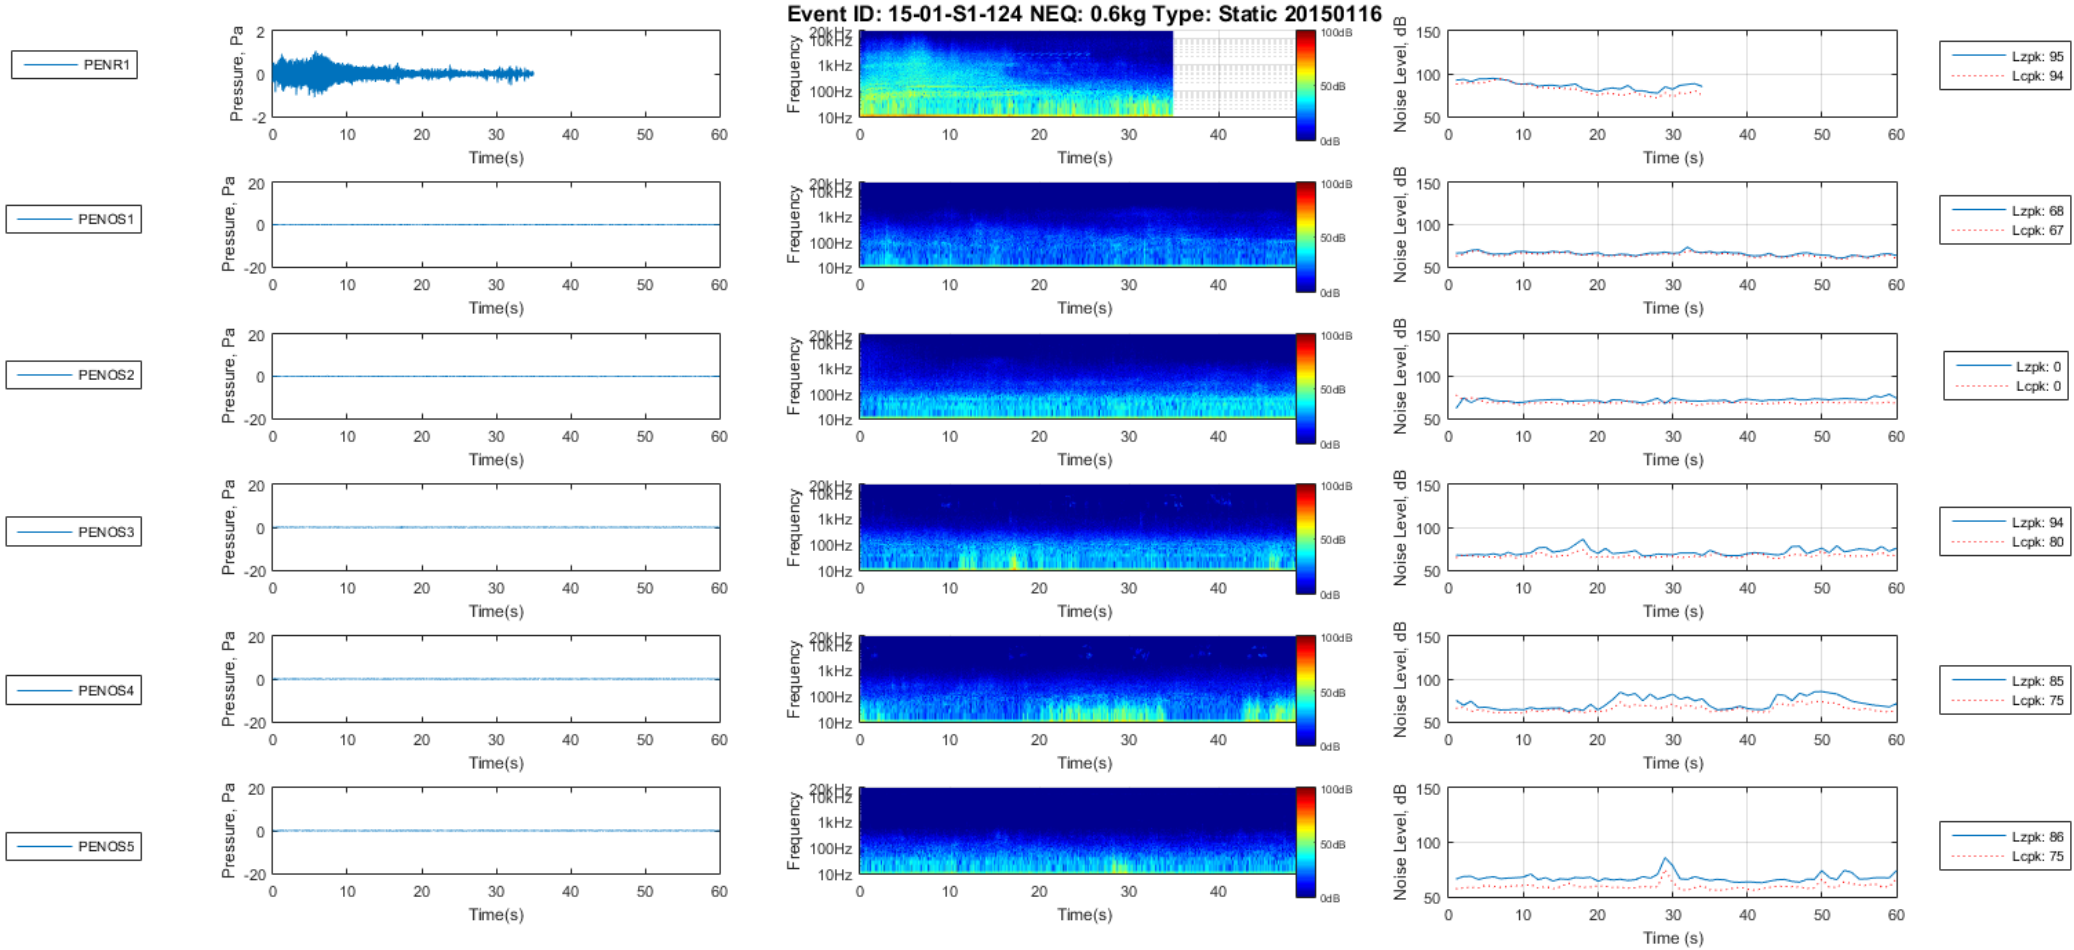 Event ID: 15-01-S1-124 NEQ: 0.6kg Type: Static 20150116
PENR1
Pressure, Pa
2
0
-2
0 10 20 30 40 50 60
Time(s)
Frequency
20kHz
10kHz
1kHz
100Hz
10Hz
0 10 20 30 40
Time(s)
100dB
50dB
0dB
Noise Level, dB
150
100
50
0 10 20 30 40 50 60
Time (s)
Lzpk: 95
Lcpk: 94
PENOS1
Pressure, Pa
20
0
-20
0 10 20 30 40 50 60
Time(s)
Frequency
20kHz
10kHz
1kHz
100Hz
10Hz
0 10 20 30 40
Time(s)
100dB
50dB
0dB
Noise Level, dB
150
100
50
0 10 20 30 40 50 60
Time (s)
Lzpk: 68
Lcpk: 67
PENOS2
Pressure, Pa
20
0
-20
0 10 20 30 40 50 60
Time(s)
Frequency
20kHz
10kHz
1kHz
100Hz
10Hz
0 10 20 30 40
Time(s)
100dB
50dB
0dB
Noise Level, dB
150
100
50
0 10 20 30 40 50 60
Time (s)
Lzpk: 0
Lcpk: 0
PENOS3
Pressure, Pa
20
0
-20
0 10 20 30 40 50 60
Time(s)
Frequency
20kHz
10kHz
1kHz
100Hz
10Hz
0 10 20 30 40
Time(s)
100dB
50dB
0dB
Noise Level, dB
150
100
50
0 10 20 30 40 50 60
Time (s)
Lzpk: 94
Lcpk: 80
PENOS4
Pressure, Pa
20
0
-20
0 10 20 30 40 50 60
Time(s)
Frequency
20kHz
10kHz
1kHz
100Hz
10Hz
0 10 20 30 40
Time(s)
100dB
50dB
0dB
Noise Level, dB
150
100
50
0 10 20 30 40 50 60
Time (s)
Lzpk: 85
Lcpk: 75
PENOS5
Pressure, Pa
20
0
-20
0 10 20 30 40 50 60
Time(s)
Frequency
20kHz
10kHz
1kHz
100Hz
10Hz
0 10 20 30 40
Time(s)
100dB
50dB
0dB
Noise Level, dB
150
100
50
0 10 20 30 40 50 60
Time (s)
Lzpk: 86
Lcpk: 75